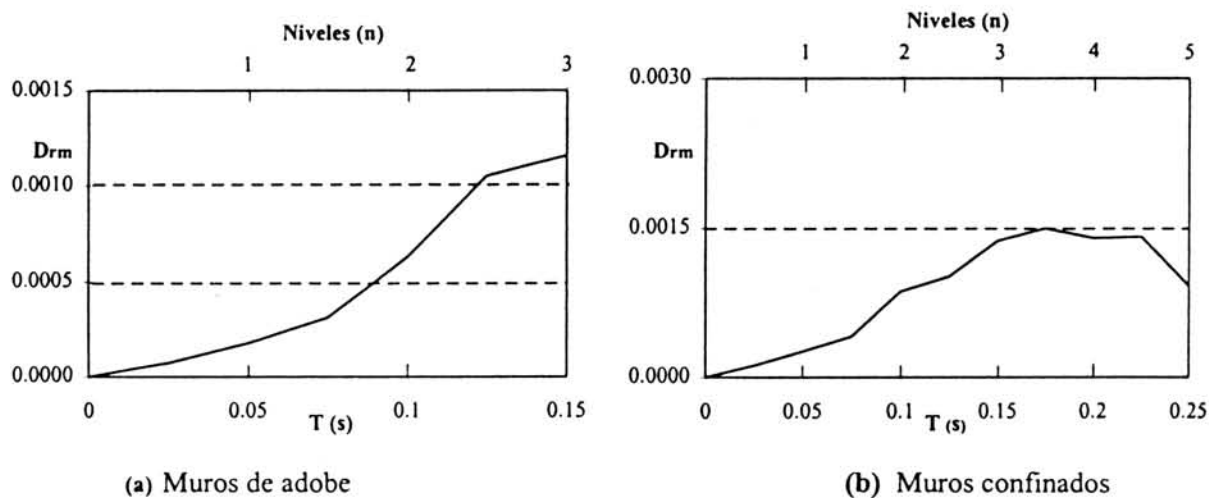 Niveles (n)
1 2 3
0.0015
Drm
0.0010
0.0005
0.0000
0 0.05 0.1 0.15
T (s)
(a) Muros de adobe
Niveles (n)
1 2 3 4 5
0.0030
Drm
0.0015
0.0000
0 0.05 0.1 0.15 0.2 0.25
T (s)
(b) Muros confinados